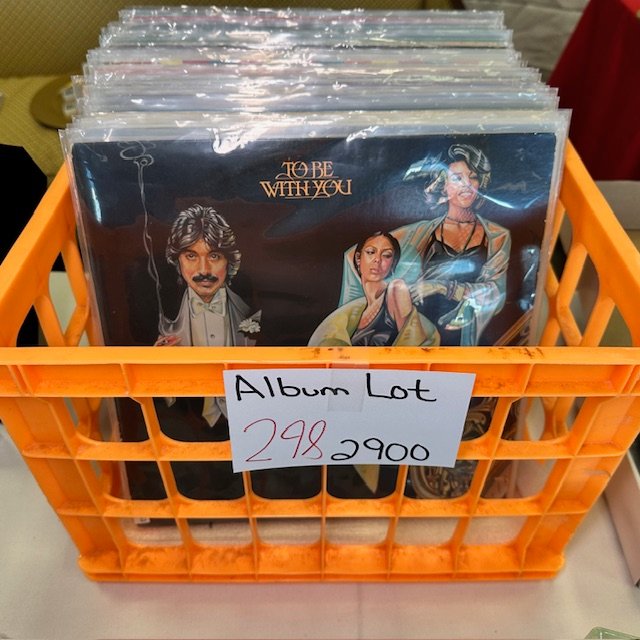 TO BE
WITH YOU
Album Lot
298 2900